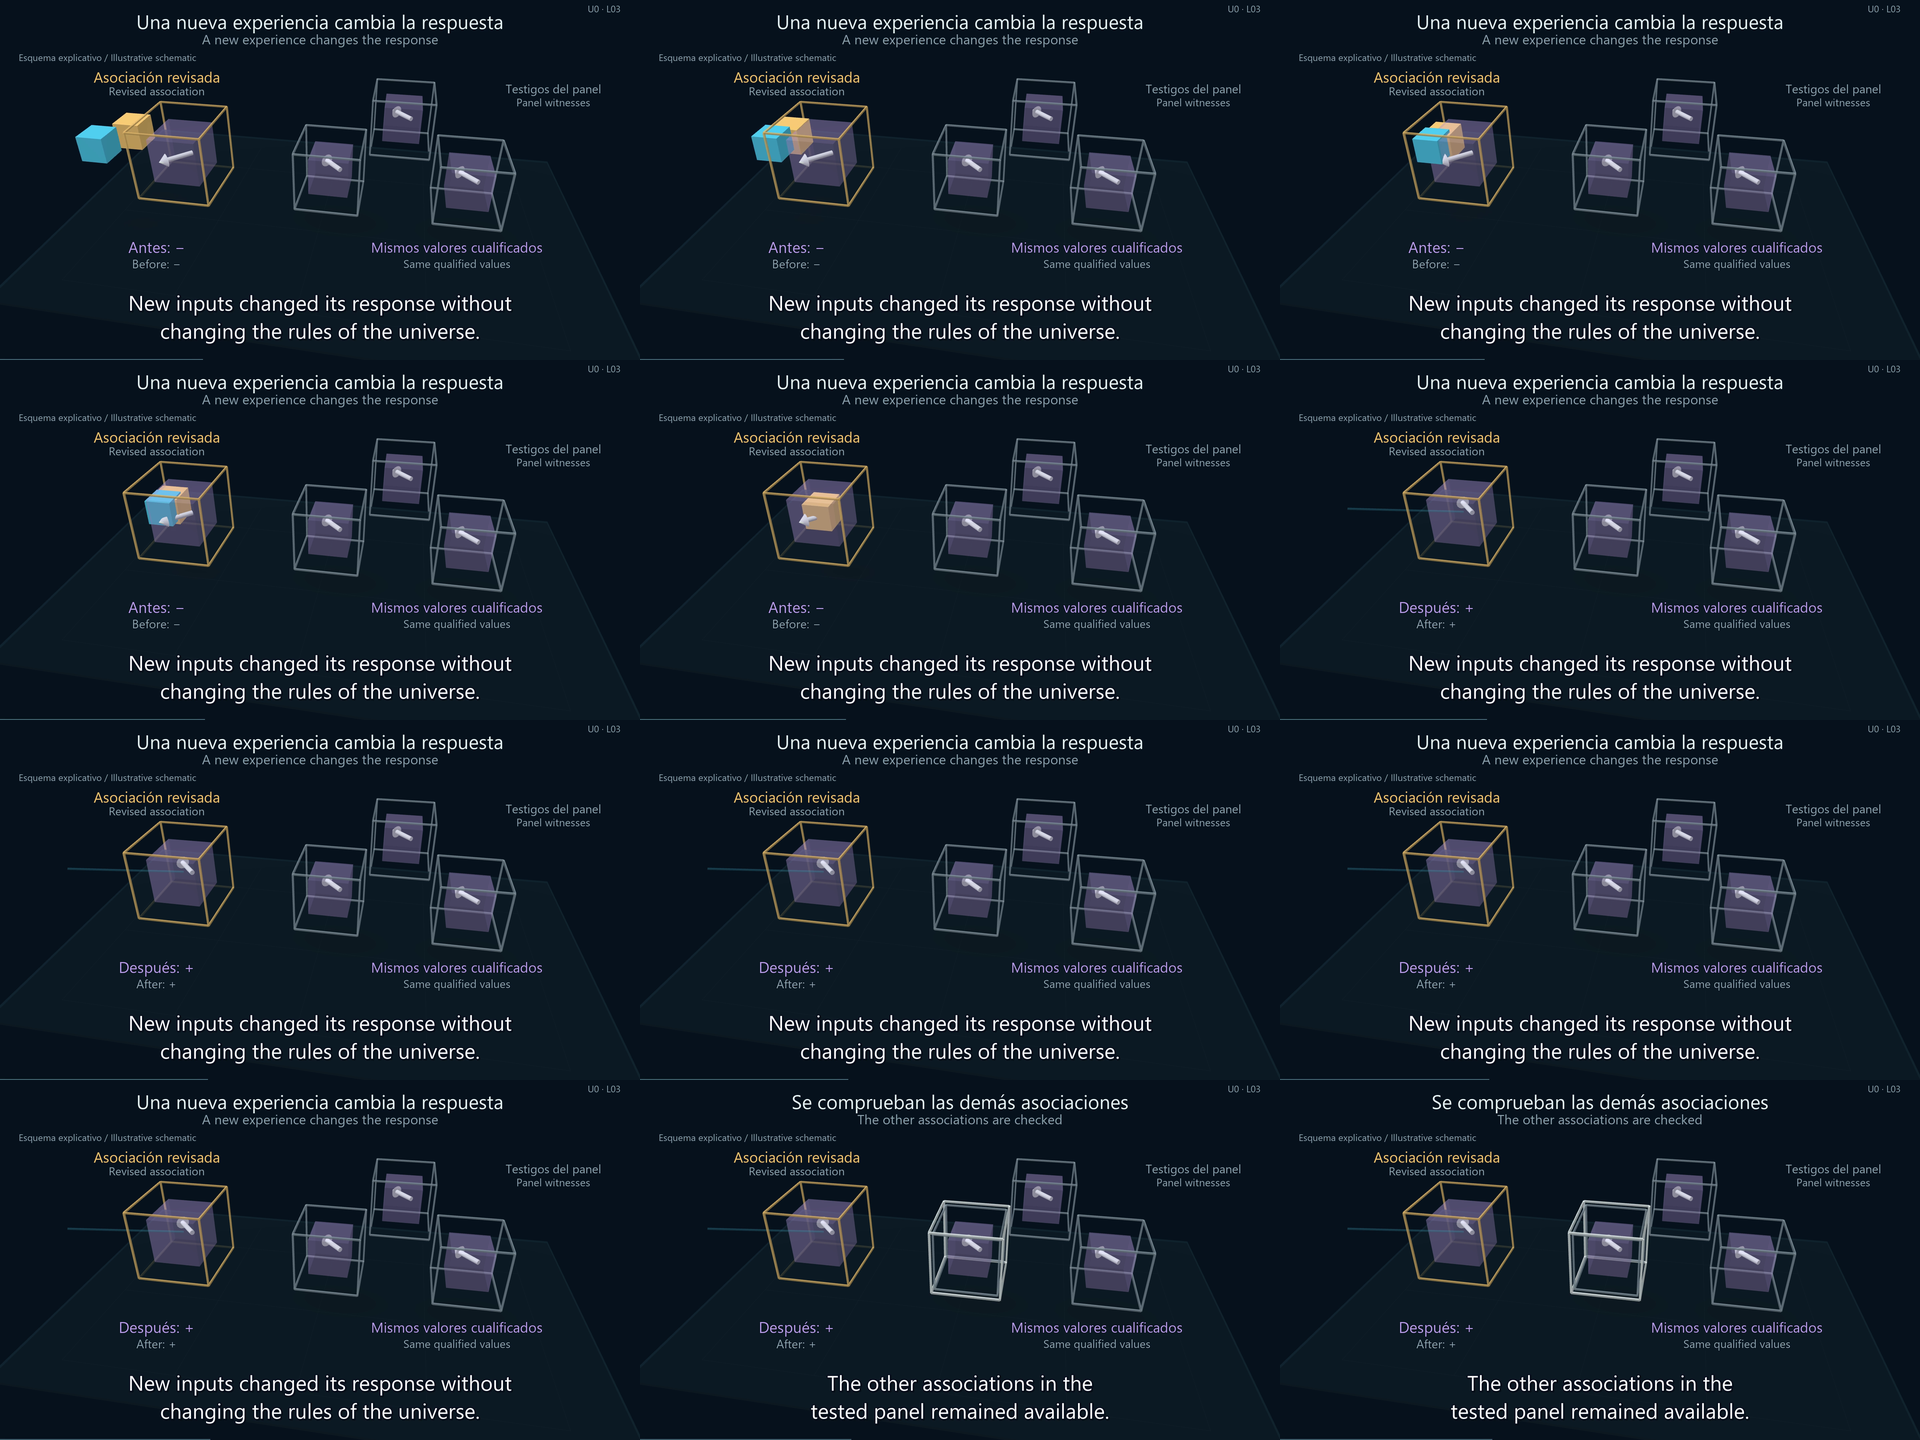 U0 · L03
Una nueva experiencia cambia la respuesta
A new experience changes the response
Esquema explicativo / Illustrative schematic
Asociación revisada
Revised association
Testigos del panel
Panel witnesses
Antes: –
Before: –
Mismos valores cualificados
Same qualified values
New inputs changed its response without
changing the rules of the universe.
U0 · L03
Una nueva experiencia cambia la respuesta
A new experience changes the response
Esquema explicativo / Illustrative schematic
Asociación revisada
Revised association
Testigos del panel
Panel witnesses
Antes: –
Before: –
Mismos valores cualificados
Same qualified values
New inputs changed its response without
changing the rules of the universe.
U0 · L03
Una nueva experiencia cambia la respuesta
A new experience changes the response
Esquema explicativo / Illustrative schematic
Asociación revisada
Revised association
Testigos del panel
Panel witnesses
Antes: –
Before: –
Mismos valores cualificados
Same qualified values
New inputs changed its response without
changing the rules of the universe.
U0 · L03
Una nueva experiencia cambia la respuesta
A new experience changes the response
Esquema explicativo / Illustrative schematic
Asociación revisada
Revised association
Testigos del panel
Panel witnesses
Antes: –
Before: –
Mismos valores cualificados
Same qualified values
New inputs changed its response without
changing the rules of the universe.
U0 · L03
Una nueva experiencia cambia la respuesta
A new experience changes the response
Esquema explicativo / Illustrative schematic
Asociación revisada
Revised association
Testigos del panel
Panel witnesses
Antes: –
Before: –
Mismos valores cualificados
Same qualified values
New inputs changed its response without
changing the rules of the universe.
U0 · L03
Una nueva experiencia cambia la respuesta
A new experience changes the response
Esquema explicativo / Illustrative schematic
Asociación revisada
Revised association
Testigos del panel
Panel witnesses
Después: +
After: +
Mismos valores cualificados
Same qualified values
New inputs changed its response without
changing the rules of the universe.
U0 · L03
Una nueva experiencia cambia la respuesta
A new experience changes the response
Esquema explicativo / Illustrative schematic
Asociación revisada
Revised association
Testigos del panel
Panel witnesses
Después: +
After: +
Mismos valores cualificados
Same qualified values
New inputs changed its response without
changing the rules of the universe.
U0 · L03
Una nueva experiencia cambia la respuesta
A new experience changes the response
Esquema explicativo / Illustrative schematic
Asociación revisada
Revised association
Testigos del panel
Panel witnesses
Después: +
After: +
Mismos valores cualificados
Same qualified values
New inputs changed its response without
changing the rules of the universe.
U0 · L03
Una nueva experiencia cambia la respuesta
A new experience changes the response
Esquema explicativo / Illustrative schematic
Asociación revisada
Revised association
Testigos del panel
Panel witnesses
Después: +
After: +
Mismos valores cualificados
Same qualified values
New inputs changed its response without
changing the rules of the universe.
U0 · L03
Una nueva experiencia cambia la respuesta
A new experience changes the response
Esquema explicativo / Illustrative schematic
Asociación revisada
Revised association
Testigos del panel
Panel witnesses
Después: +
After: +
Mismos valores cualificados
Same qualified values
New inputs changed its response without
changing the rules of the universe.
U0 · L03
Se comprueban las demás asociaciones
The other associations are checked
Esquema explicativo / Illustrative schematic
Asociación revisada
Revised association
Testigos del panel
Panel witnesses
Después: +
After: +
Mismos valores cualificados
Same qualified values
The other associations in the
tested panel remained available.
U0 · L03
Se comprueban las demás asociaciones
The other associations are checked
Esquema explicativo / Illustrative schematic
Asociación revisada
Revised association
Testigos del panel
Panel witnesses
Después: +
After: +
Mismos valores cualificados
Same qualified values
The other associations in the
tested panel remained available.